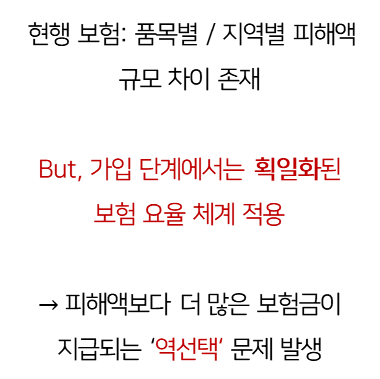 현행 보험: 품목별 / 지역별 피해액
규모 차이 존재
But, 가입 단계에서는 획일화된
보험 요율 체계 적용
→ 피해액보다 더 많은 보험금이
지급되는 ‘역선택’ 문제 발생